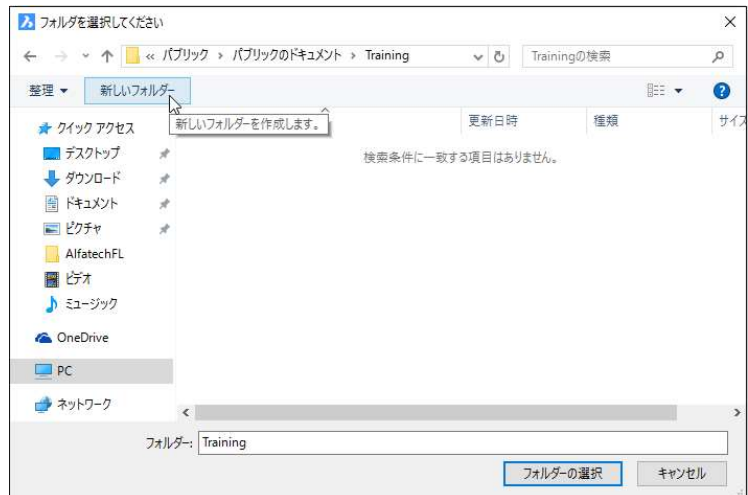 フォルダを選択してください
« パブリック › パブリックのドキュメント › Training
Trainingの検索
整理 新しいフォルダー
新しいフォルダーを作成します。
更新日時 種類 サイズ
検索条件に一致する項目はありません。
クイック アクセス
デスクトップ
ダウンロード
ドキュメント
ピクチャ
AlfatechFL
ビデオ
ミュージック
OneDrive
PC
ネットワーク
フォルダー: Training
フォルダーの選択 キャンセル